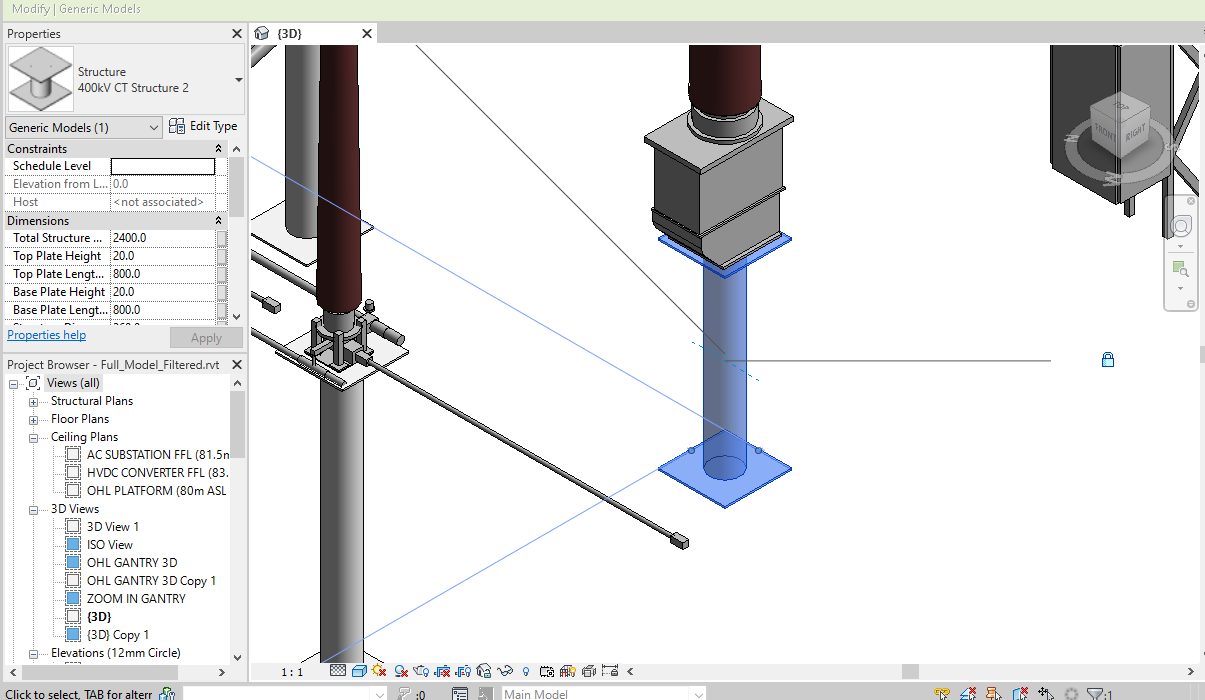 Modify | Generic Models
Properties
{3D}
Structure
400kV CT Structure 2
Generic Models (1)
Edit Type
Constraints
Schedule Level
Elevation from L... 0.0
Host <not associated>
Dimensions
Total Structure ... 2400.0
Top Plate Height 20.0
Top Plate Lengt... 800.0
Base Plate Height 20.0
Base Plate Lengt... 800.0
Properties help
Apply
Project Browser - Full_Model_Filtered.rvt
Views (all)
Structural Plans
Floor Plans
Ceiling Plans
AC SUBSTATION FFL (81.5m
HVDC CONVERTER FFL (83.
OHL PLATFORM (80m ASL
3D Views
3D View 1
ISO View
OHL GANTRY 3D
OHL GANTRY 3D Copy 1
ZOOM IN GANTRY
{3D}
{3D} Copy 1
Elevations (12mm Circle)
TOP
FRONT
RIGHT
1 : 1
Click to select, TAB for altern
:0
Main Model
:1